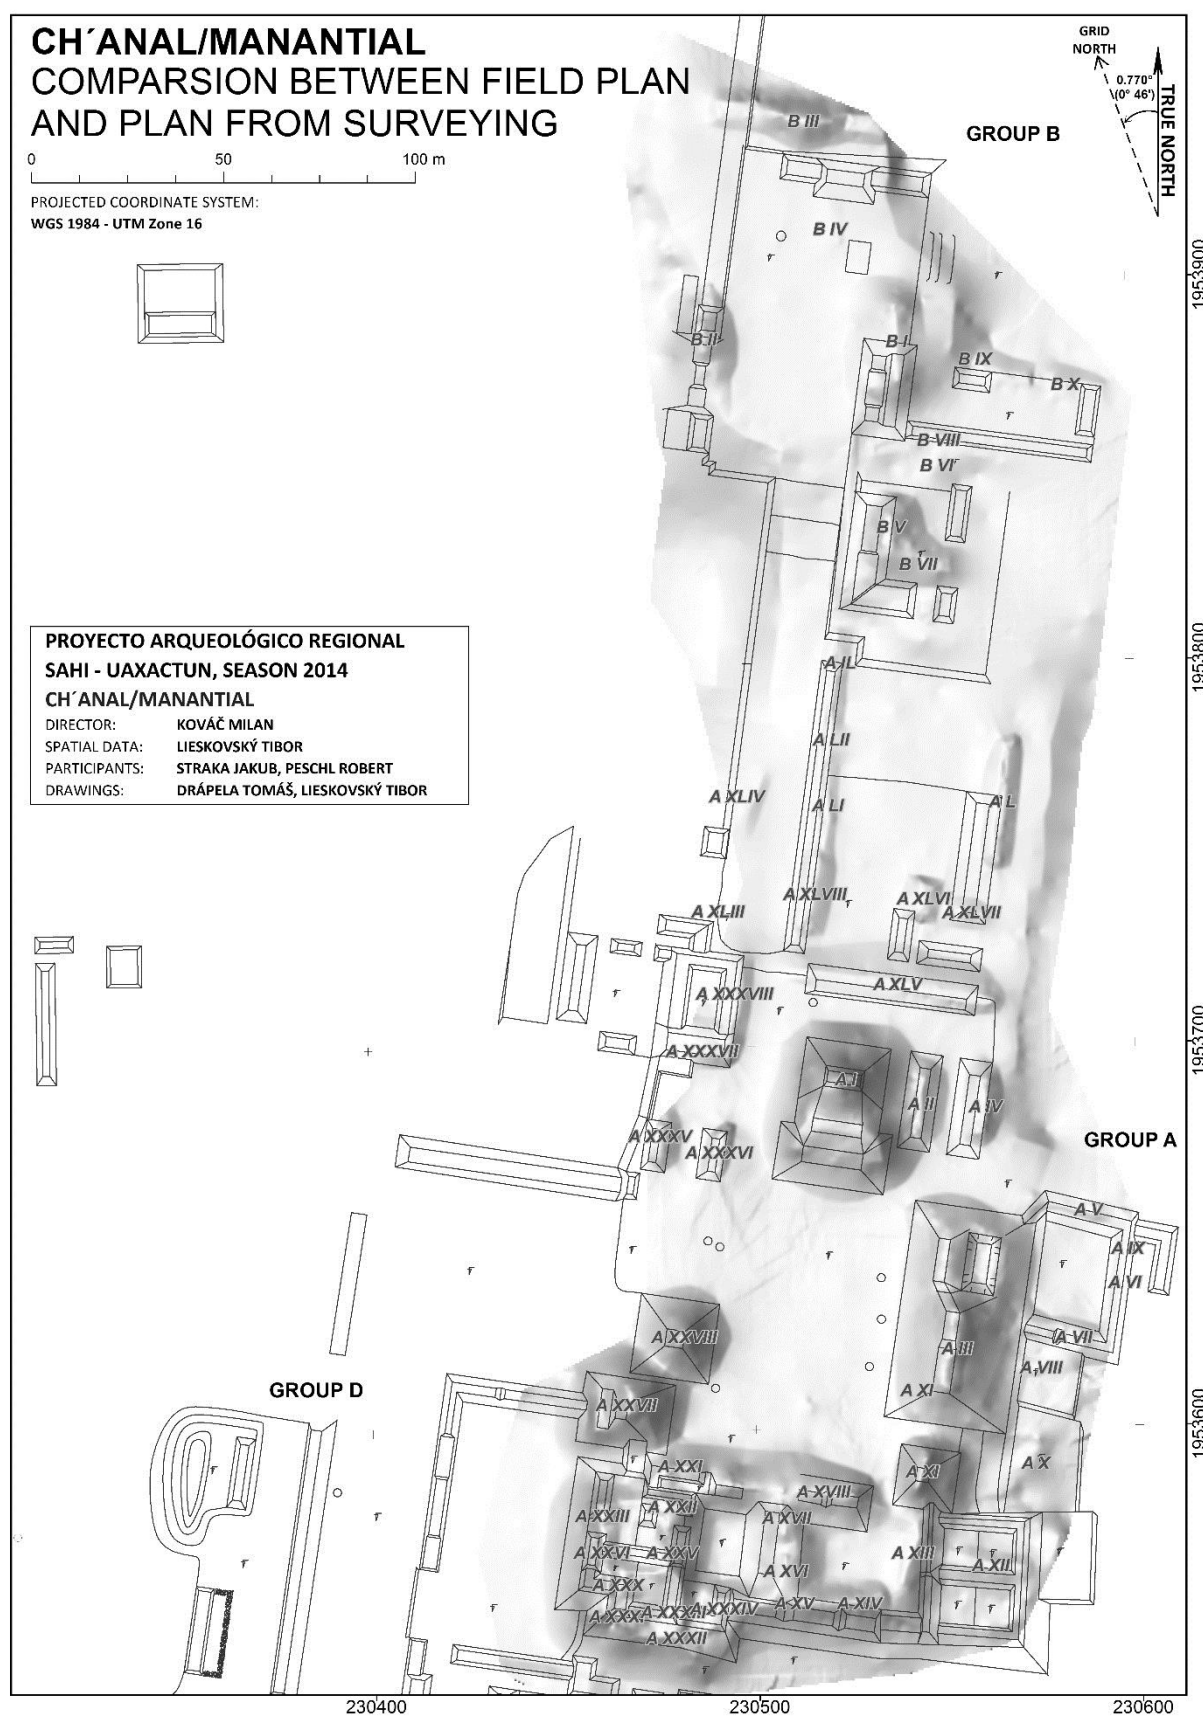 CH´ANAL/MANANTIAL
COMPARSION BETWEEN FIELD PLAN
AND PLAN FROM SURVEYING
0 50 100 m
PROJECTED COORDINATE SYSTEM:
WGS 1984 - UTM Zone 16
GRID
NORTH
0.770°
(0° 46')
TRUE NORTH
GROUP B
B III
B IV
B II
B I
B IX
B X
B VIII
B VI
B V
B VII
PROYECTO ARQUEOLÓGICO REGIONAL
SAHI - UAXACTUN, SEASON 2014
CH´ANAL/MANANTIAL
DIRECTOR: KOVÁČ MILAN
SPATIAL DATA: LIESKOVSKÝ TIBOR
PARTICIPANTS: STRAKA JAKUB, PESCHL ROBERT
DRAWINGS: DRÁPELA TOMÁŠ, LIESKOVSKÝ TIBOR
A IL
A LII
A XLIV
A LI
A L
A XLVIII
A XLVI
A XLIII
A XLVII
A XLV
A XXXVIII
A XXXVII
A I
A II
A IV
A XXXV
A XXXVI
GROUP A
A V
A IX
A VI
A VII
A XXVIII
A III
A VIII
GROUP D
A XI
A XXVII
A X
A XXI
A XI
A XVIII
A XXII
A XXIII
A XVII
A XXVI
A XXV
A XIII
A XII
A XVI
A XXX
A XV
A XIV
A XXXIV
A XXXI
A XXXII
1953900
1953800
1953700
1953600
230400
230500
230600